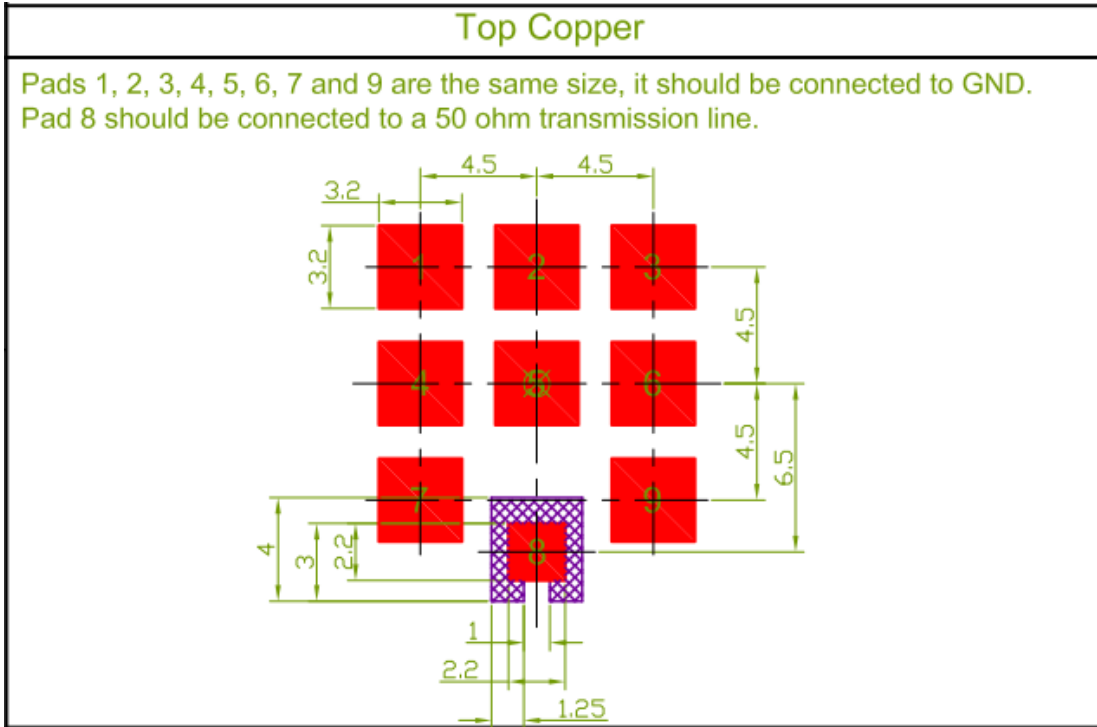 Top Copper
Pads 1, 2, 3, 4, 5, 6, 7 and 9 are the same size, it should be connected to GND.
Pad 8 should be connected to a 50 ohm transmission line.
4.5 4.5
3.2
3.2
1 2 3
4.5
4 5 6
4.5
6.5
7 9
4
3
2.2
8
1
2.2
1.25